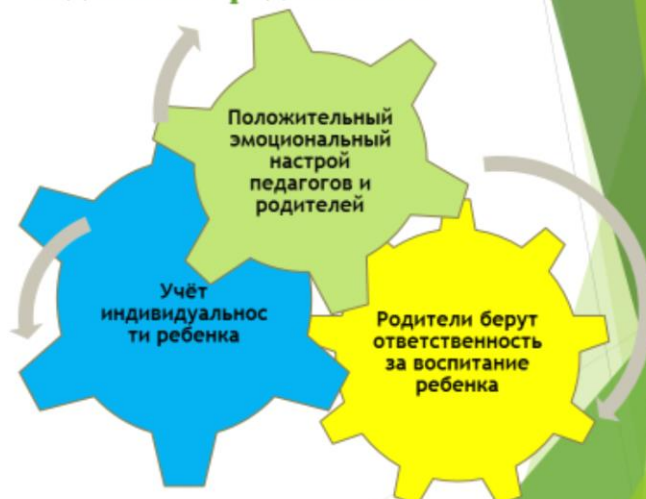 Положительный
эмоциональный
настрой
педагогов и
родителей
Учёт
индивидуальнос
ти ребенка
Родители берут
ответственность
за воспитание
ребенка